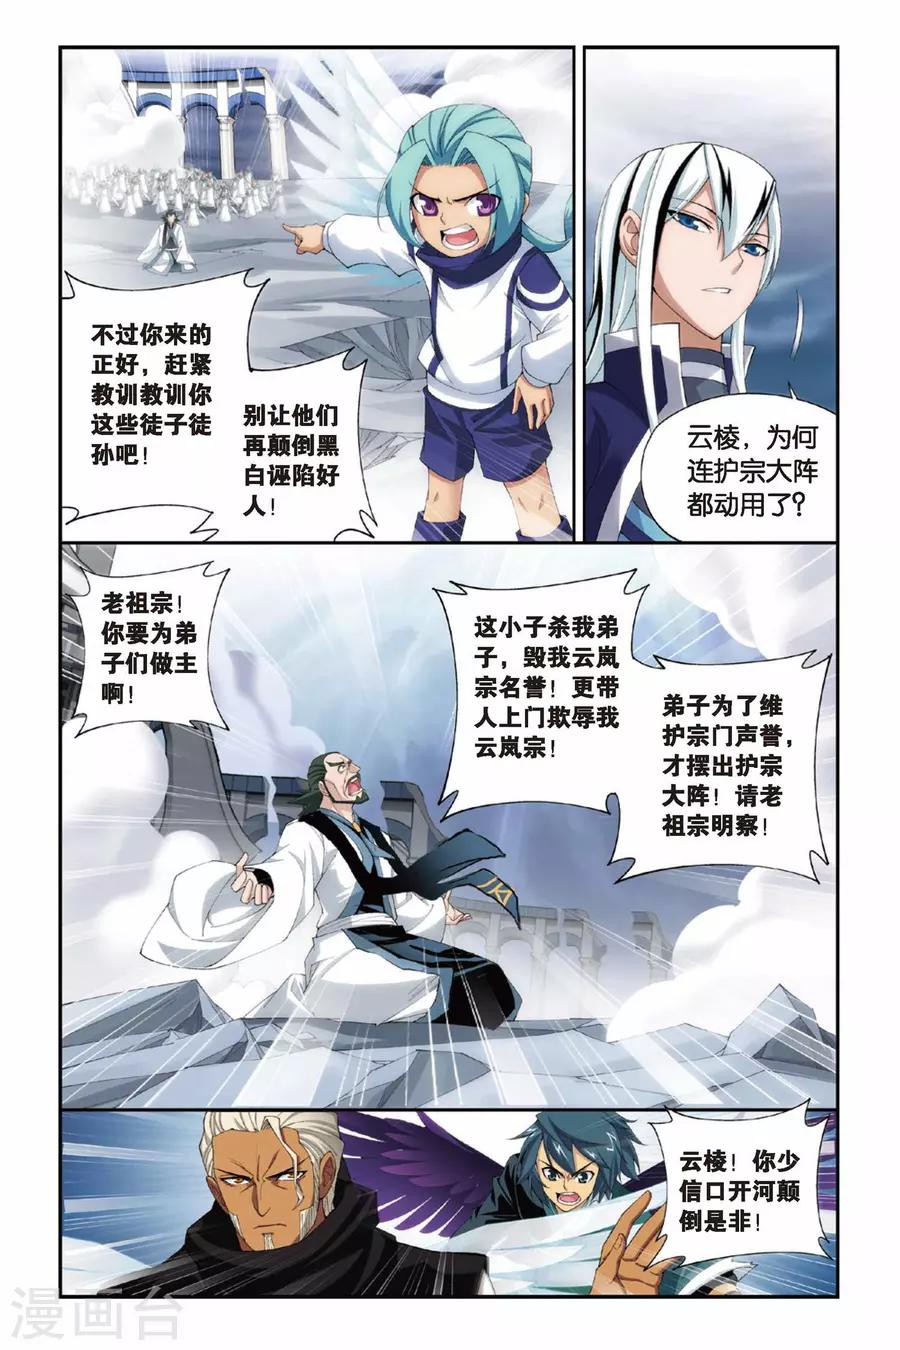 不过你来的
正好，赶紧
教训教训你
这些徒子徒
孙吧！
别让他们
再颠倒黑
白诬陷好
人！
云棱，为何
连护宗大阵
都动用了？
老祖宗！
你要为弟
子们做主
啊！
这小子杀我弟
子，毁我云岚
宗名誉！更带
人上门欺辱我
云岚宗！
弟子为了维
护宗门声誉，
才摆出护宗
大阵！请老
祖宗明察！
云棱！你少
信口开河颠
倒是非！
漫画台